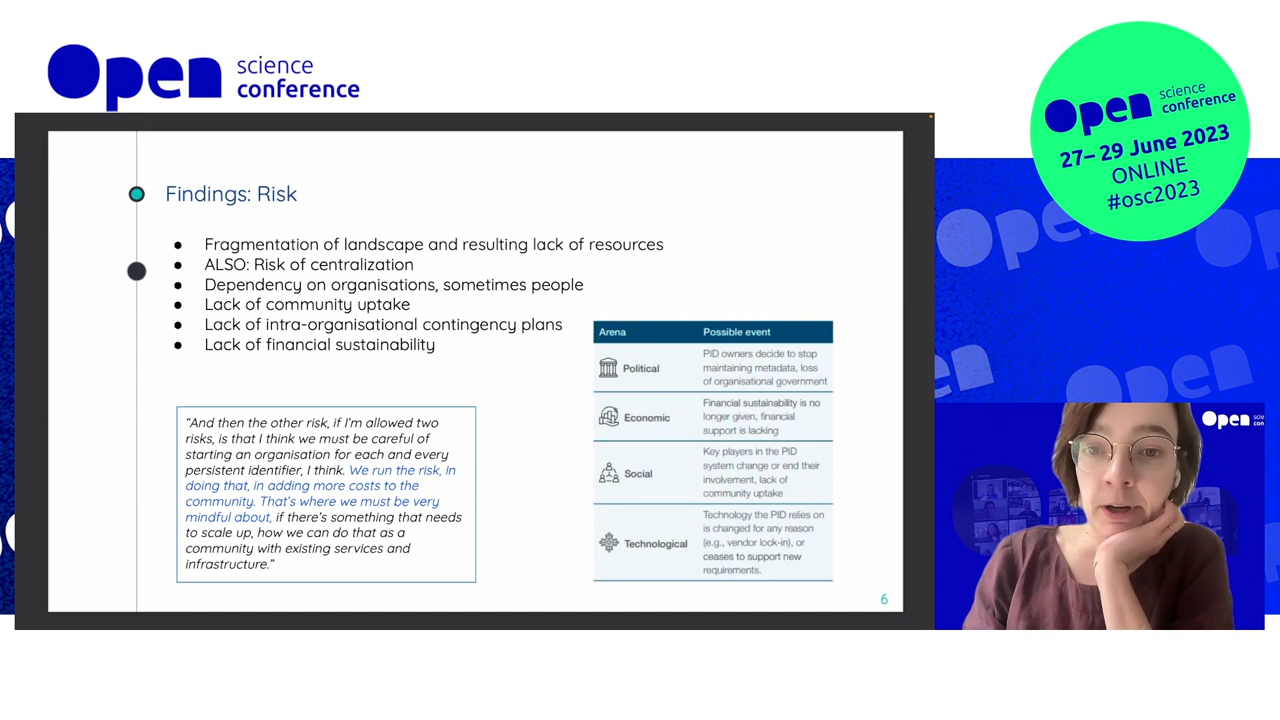 Open science
conference
Open science
conference
27– 29 June 2023
ONLINE
#osc2023
Findings: Risk
● Fragmentation of landscape and resulting lack of resources
● ALSO: Risk of centralization
● Dependency on organisations, sometimes people
● Lack of community uptake
● Lack of intra-organisational contingency plans
● Lack of financial sustainability
“And then the other risk, if I’m allowed two
risks, is that I think we must be careful of
starting an organisation for each and every
persistent identifier, I think. We run the risk, in
doing that, in adding more costs to the
community. That’s where we must be very
mindful about, if there’s something that needs
to scale up, how we can do that as a
community with existing services and
infrastructure.”
Arena Possible event
Political PID owners decide to stop
maintaining metadata, loss
of organisational government
Economic Financial sustainability is no
longer given, financial
support is lacking
Social Key players in the PID
system change or end their
involvement, lack of
community uptake
Technological Technology the PID relies on
is changed for any reason
(e.g., vendor lock-in), or
ceases to support new
requirements.
6
Open scie
con